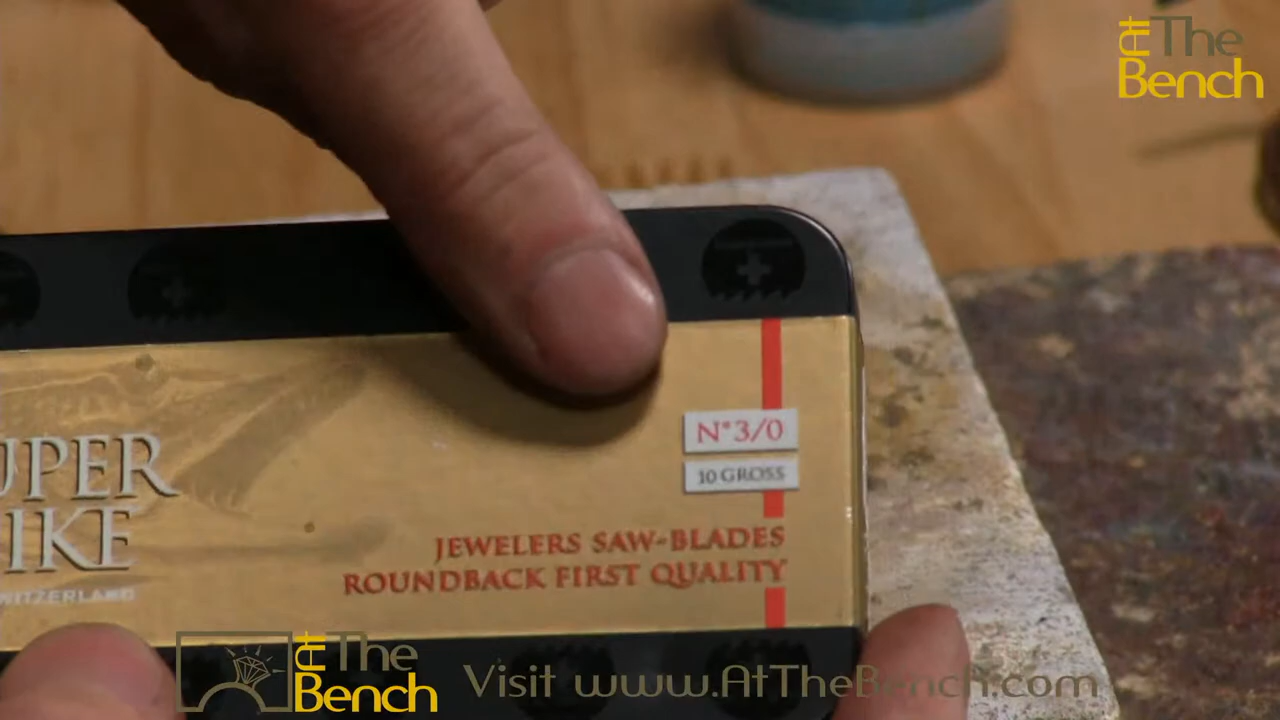 At The
Bench
N°3/0
10 GROSS
UPER
IKE
JEWELERS SAW-BLADES
ROUNDBACK FIRST QUALITY
WITZERLAND
At The
Bench
Visit www.AtTheBench.com